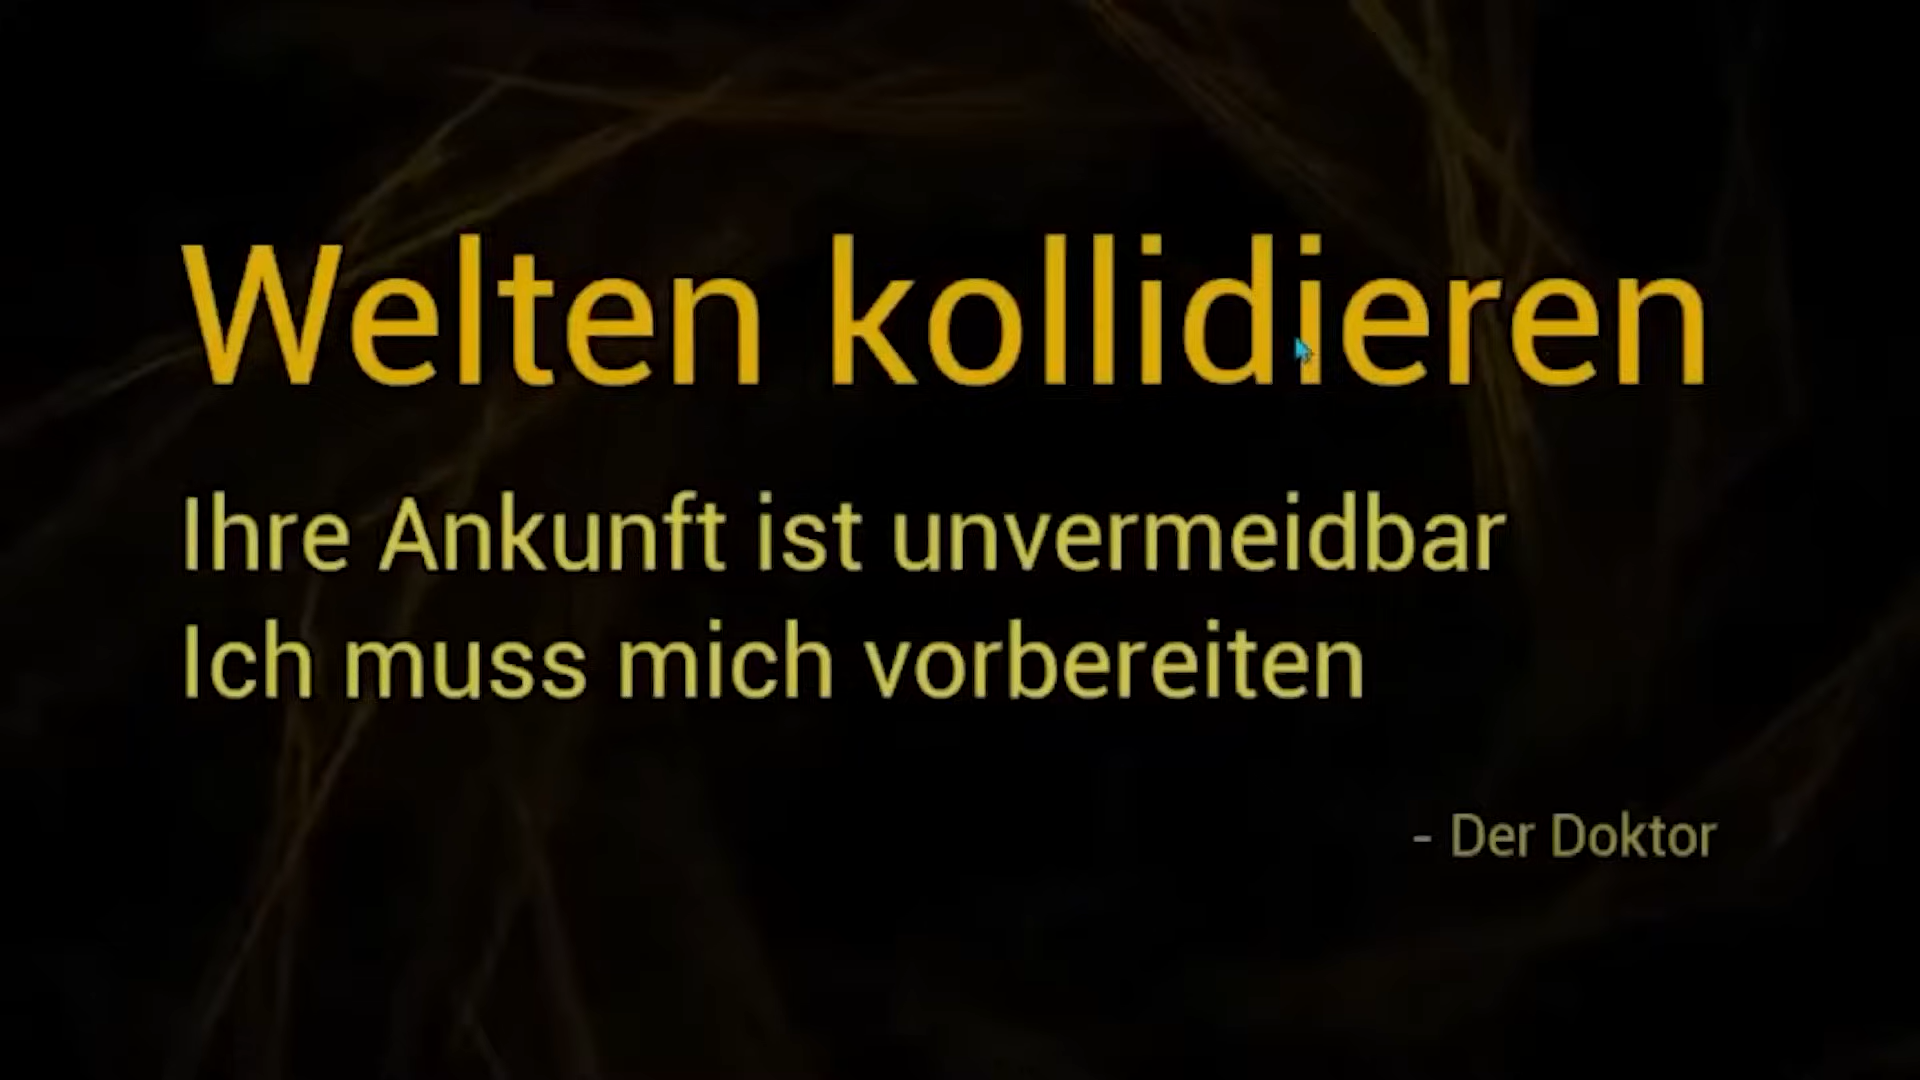 Welten kollidieren
Ihre Ankunft ist unvermeidbar
Ich muss mich vorbereiten
- Der Doktor